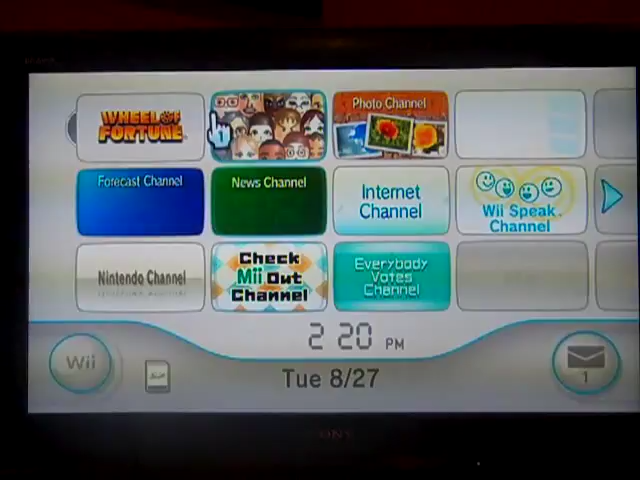 WHEEL OF
FORTUNE
Photo Channel
Forecast Channel
News Channel
Internet
Channel
Wii Speak
Channel
Nintendo Channel
Check
Mii Out
Channel
Everybody
Votes
Channel
2 20 PM
Wii
Tue 8/27
1
SONY